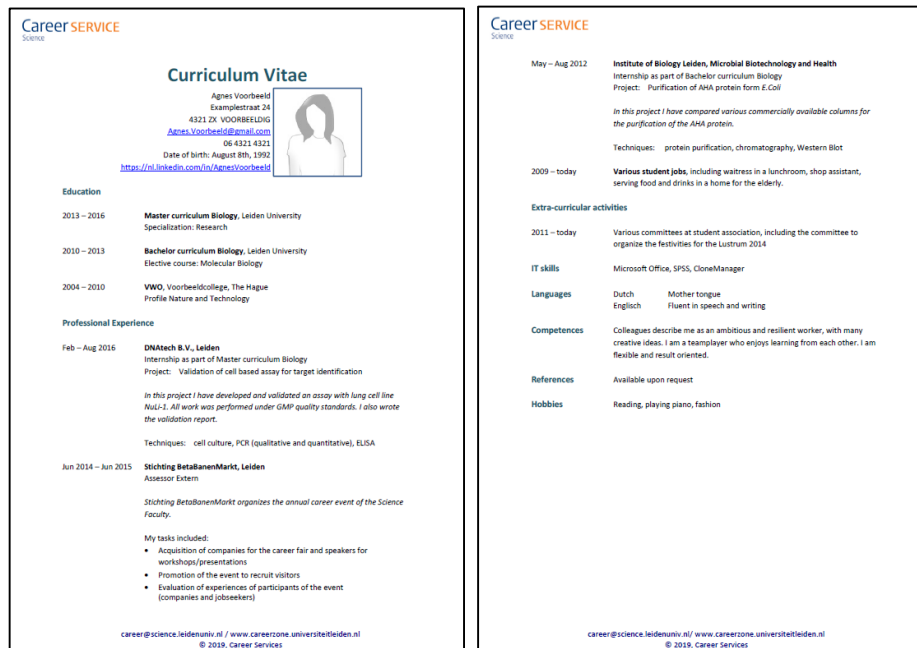 Career SERVICE
Science
Curriculum Vitae
Agnes Voorbeeld
Examplestraat 24
4321 ZX VOORBEELDIG
Agnes.Voorbeeld@gmail.com
06 4321 4321
Date of birth: August 8th, 1992
https://nl.linkedin.com/in/AgnesVoorbeeld
Education
2013 – 2016 Master curriculum Biology, Leiden University
Specialization: Research
2010 – 2013 Bachelor curriculum Biology, Leiden University
Elective course: Molecular Biology
2004 – 2010 VWO, Voorbeeldcollege, The Hague
Profile Nature and Technology
Professional Experience
Feb – Aug 2016 DNAtech B.V., Leiden
Internship as part of Master curriculum Biology
Project: Validation of cell based assay for target identification
In this project I have developed and validated an assay with lung cell line
NuLi-1. All work was performed under GMP quality standards. I also wrote
the validation report.
Techniques: cell culture, PCR (qualitative and quantitative), ELISA
Jun 2014 – Jun 2015 Stichting BetaBanenMarkt, Leiden
Assessor Extern
Stichting BetaBanenMarkt organizes the annual career event of the Science
Faculty.
My tasks included:
• Acquisition of companies for the career fair and speakers for
workshops/presentations
• Promotion of the event to recruit visitors
• Evaluation of experiences of participants of the event
(companies and jobseekers)
career@science.leidenuniv.nl / www.careerzone.universiteitleiden.nl
© 2019, Career Services
Career SERVICE
Science
May – Aug 2012 Institute of Biology Leiden, Microbial Biotechnology and Health
Internship as part of Bachelor curriculum Biology
Project: Purification of AHA protein form E.Coli
In this project I have compared various commercially available columns for
the purification of the AHA protein.
Techniques: protein purification, chromatography, Western Blot
2009 – today Various student jobs, including waitress in a lunchroom, shop assistant,
serving food and drinks in a home for the elderly.
Extra-curricular activities
2011 – today Various committees at student association, including the committee to
organize the festivities for the Lustrum 2014
IT skills Microsoft Office, SPSS, CloneManager
Languages Dutch Mother tongue
Englisch Fluent in speech and writing
Competences Colleagues describe me as an ambitious and resilient worker, with many
creative ideas. I am a teamplayer who enjoys learning from each other. I am
flexible and result oriented.
References Available upon request
Hobbies Reading, playing piano, fashion
career@science.leidenuniv.nl/ www.careerzone.universiteitleiden.nl
© 2019, Career Services